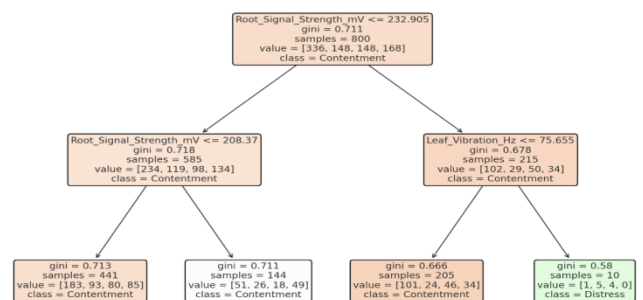 Root_Signal_Strength_mV <= 232.905
gini = 0.711
samples = 800
value = [336, 148, 148, 168]
class = Contentment
Root_Signal_Strength_mV <= 208.37
gini = 0.718
samples = 585
value = [234, 119, 98, 134]
class = Contentment
Leaf_Vibration_Hz <= 75.655
gini = 0.678
samples = 215
value = [102, 29, 50, 34]
class = Contentment
gini = 0.713
samples = 441
value = [183, 93, 80, 85]
class = Contentment
gini = 0.711
samples = 144
value = [51, 26, 18, 49]
class = Contentment
gini = 0.666
samples = 205
value = [101, 24, 46, 34]
class = Contentment
gini = 0.58
samples = 10
value = [1, 5, 4, 0]
class = Distress